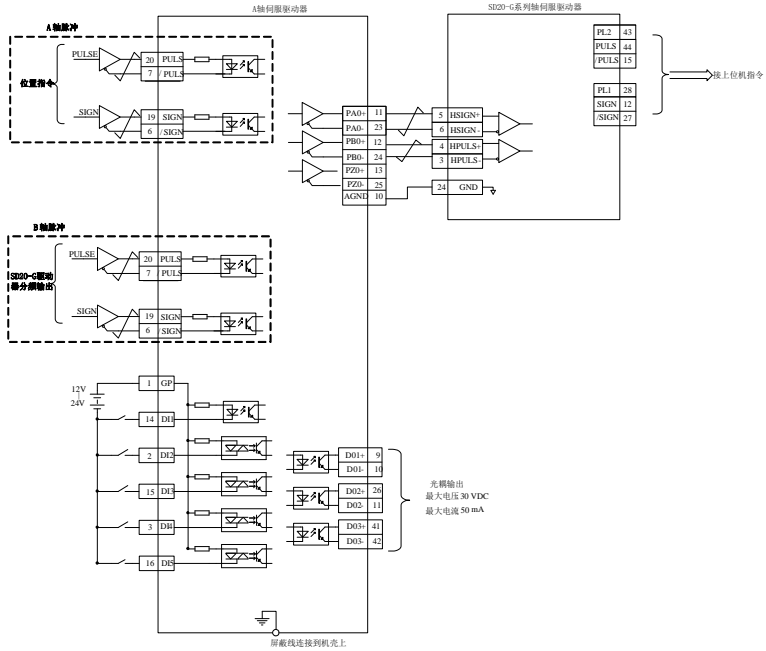 A轴伺服驱动器
SD20-G系列轴伺服驱动器
A 轴脉冲
PULSE
20 PULS
7 / PULS
位置指令
SIGN
19 SIGN
6 / SIGN
PA0+ 11
PA0- 23
PB0+ 12
PB0- 24
PZ0+ 13
PZ0- 25
AGND 10
5 HSIGN+
6 HSIGN -
4 HPULS+
3 HPULS-
24 GND
PL2 43
PULS 44
/PULS 15
PL1 28
SIGN 12
/SIGN 27
接上位机指令
B 轴脉冲
PULSE
20 PULS
7 / PULS
SD20-G驱动
器分频输出
SIGN
19 SIGN
6 / SIGN
12V
24V
1 GP
14 DI1
2 DI2
15 DI3
3 DI4
16 DI5
D01+ 9
D01- 10
D02+ 26
D02- 11
D03+ 41
D03- 42
光耦输出
最大电压 30 VDC
最大电流 50 mA
屏蔽线连接到机壳上